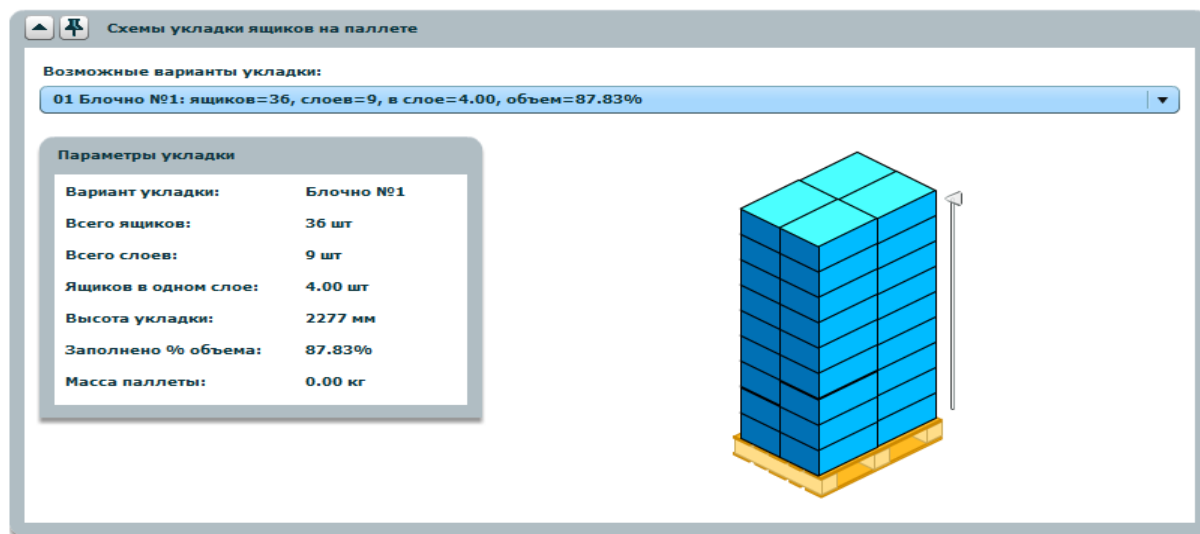 Схемы укладки ящиков на паллете
Возможные варианты укладки:
01 Блочно №1: ящиков=36, слоев=9, в слое=4.00, объем=87.83%
Параметры укладки
Вариант укладки: Блочно №1
Всего ящиков: 36 шт
Всего слоев: 9 шт
Ящиков в одном слое: 4.00 шт
Высота укладки: 2277 мм
Заполнено % объема: 87.83%
Масса паллеты: 0.00 кг